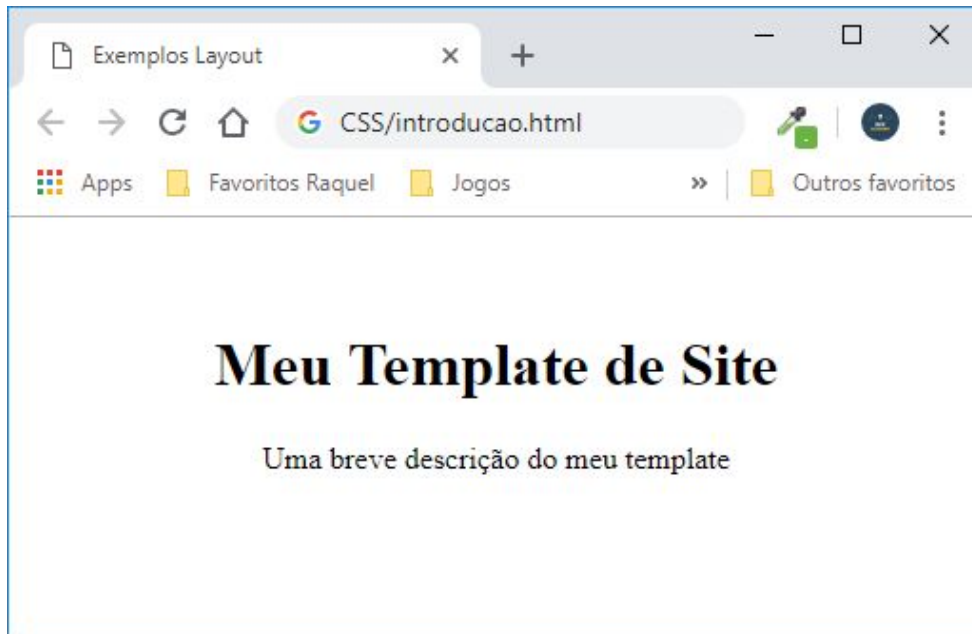 Exemplos Layout
CSS/introducao.html
Apps Favoritos Raquel Jogos » Outros favoritos
Meu Template de Site
Uma breve descrição do meu template